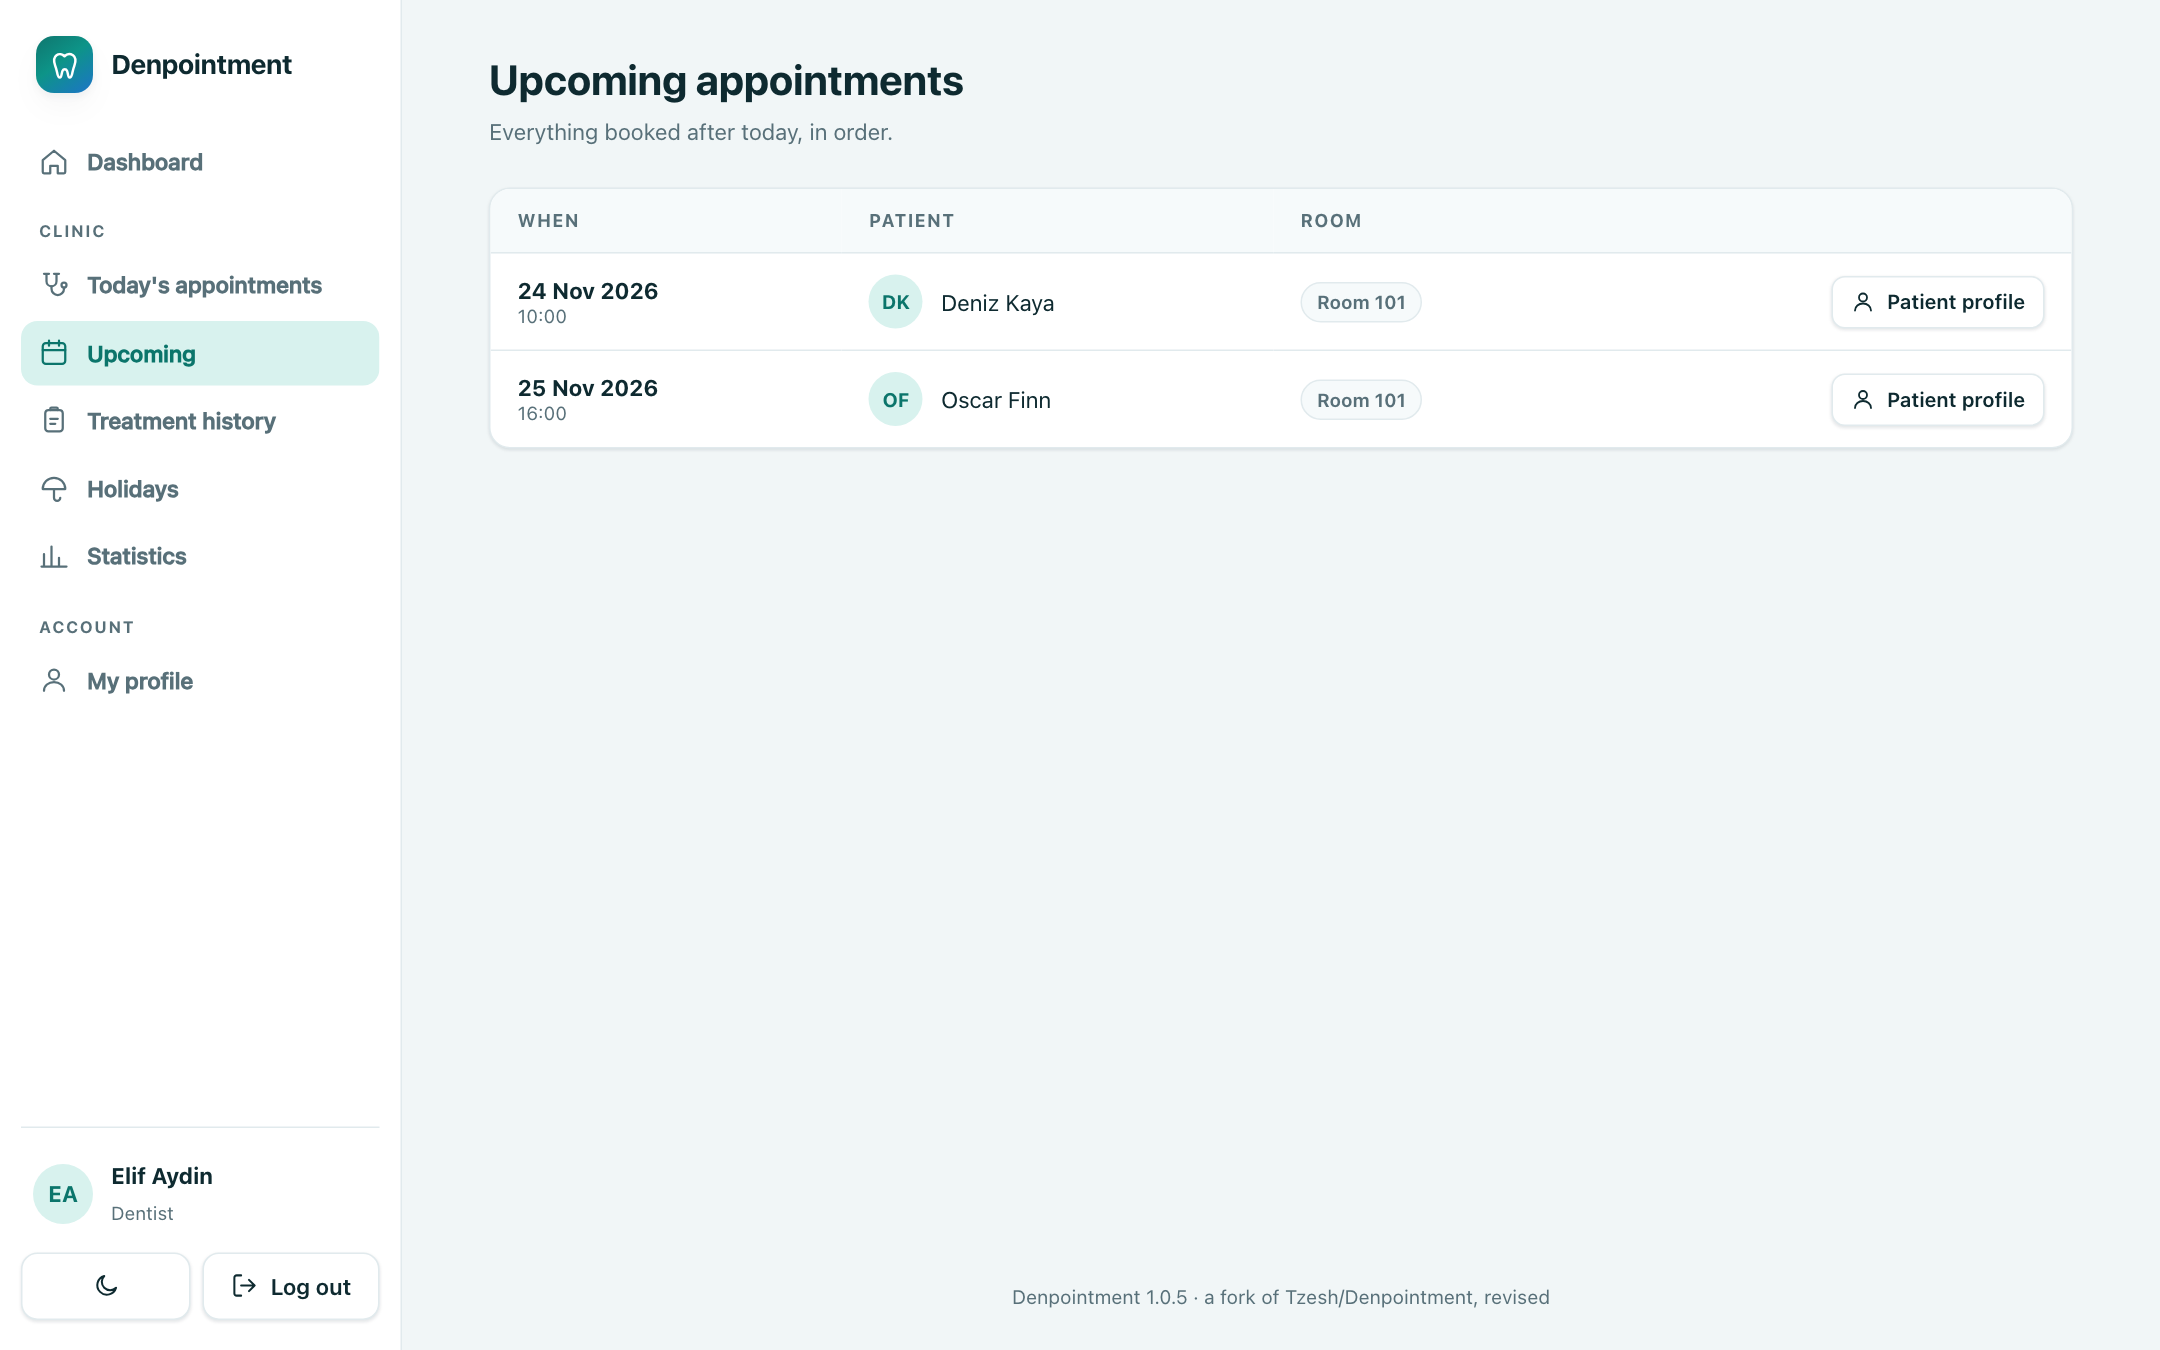 Denpointment
Dashboard
CLINIC
Today's appointments
Upcoming
Treatment history
Holidays
Statistics
ACCOUNT
My profile
EA
Elif Aydin
Dentist
Log out
Upcoming appointments
Everything booked after today, in order.
WHEN PATIENT ROOM
24 Nov 2026
10:00
DK Deniz Kaya Room 101 Patient profile
25 Nov 2026
16:00
OF Oscar Finn Room 101 Patient profile
Denpointment 1.0.5 · a fork of Tzesh/Denpointment, revised